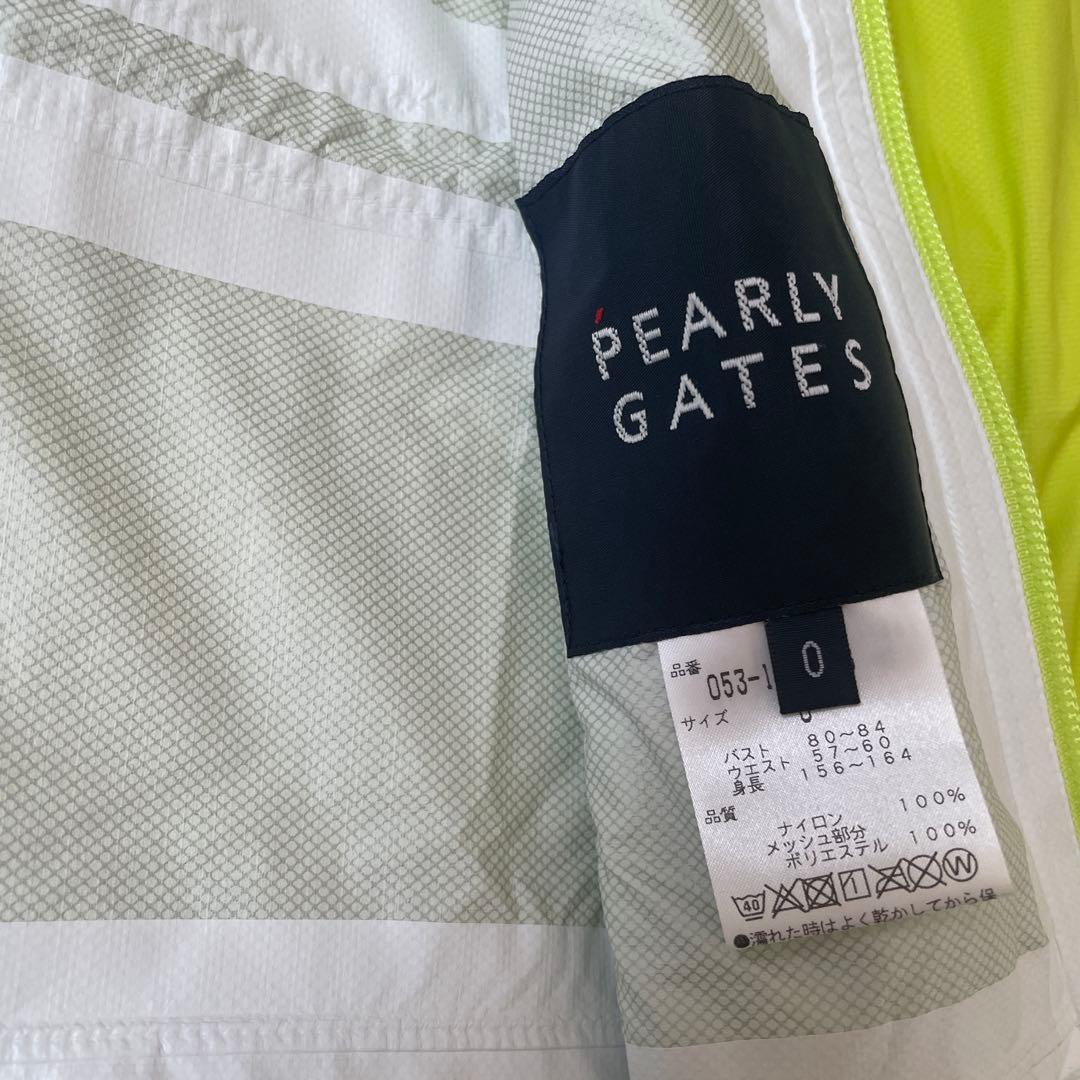 PEARLY
GATES
0
品番 053-1
サイズ
バスト 80〜84
ウエスト 57〜60
身長 156〜164
品質
ナイロン 100%
メッシュ部分
ポリエステル 100%
40 W
●濡れた時はよく乾かしてから保